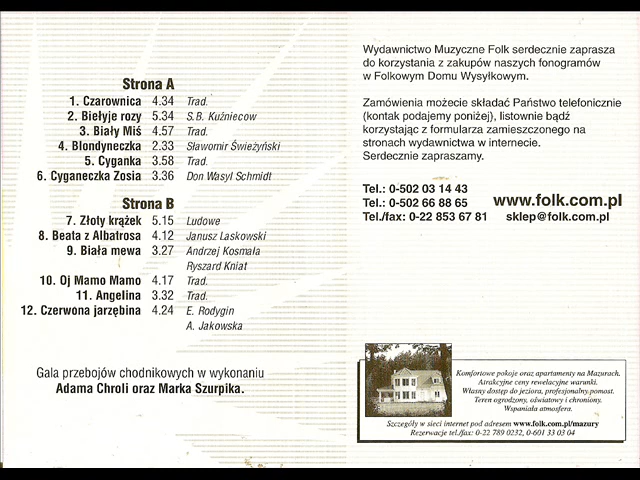 Strona A
1. Czarownica 4.34 Trad.
2. Biełyje rozy 5.34 S.B. Kuźniecow
3. Biały Miś 4.57 Trad.
4. Blondyneczka 2.33 Sławomir Świeżyński
5. Cyganka 3.58 Trad.
6. Cyganeczka Zosia 3.36 Don Wasyl Schmidt
Strona B
7. Złoty krążek 5.15 Ludowe
8. Beata z Albatrosa 4.12 Janusz Laskowski
9. Biała mewa 3.27 Andrzej Kosmala
Ryszard Kniat
10. Oj Mamo Mamo 4.17 Trad.
11. Angelina 3.32 Trad.
12. Czerwona jarzębina 4.24 E. Rodygin
A. Jakowska
Gala przebojów chodnikowych w wykonaniu
Adama Chroli oraz Marka Szurpika.
Wydawnictwo Muzyczne Folk serdecznie zaprasza
do korzystania z zakupów naszych fonogramów
w Folkowym Domu Wysyłkowym.
Zamówienia możecie składać Państwo telefonicznie
(kontak podajemy poniżej), listownie bądź
korzystając z formularza zamieszczonego na
stronach wydawnictwa w internecie.
Serdecznie zapraszamy.
Tel.: 0-502 03 14 43
Tel.: 0-502 66 88 65 www.folk.com.pl
Tel./fax: 0-22 853 67 81 sklep@folk.com.pl
Komfortowe pokoje oraz apartamenty na Mazurach.
Atrakcyjne ceny rewelacyjne warunki.
Własny dostęp do jeziora, profesjonalny pomost.
Teren ogrodzony, oświatowy i chroniony.
Wspaniała atmosfera.
Szczegóły w sieci internet pod adresem www.folk.com.pl/mazury
Rezerwacje tel./fax: 0-22 789 0232, 0-601 33 03 04